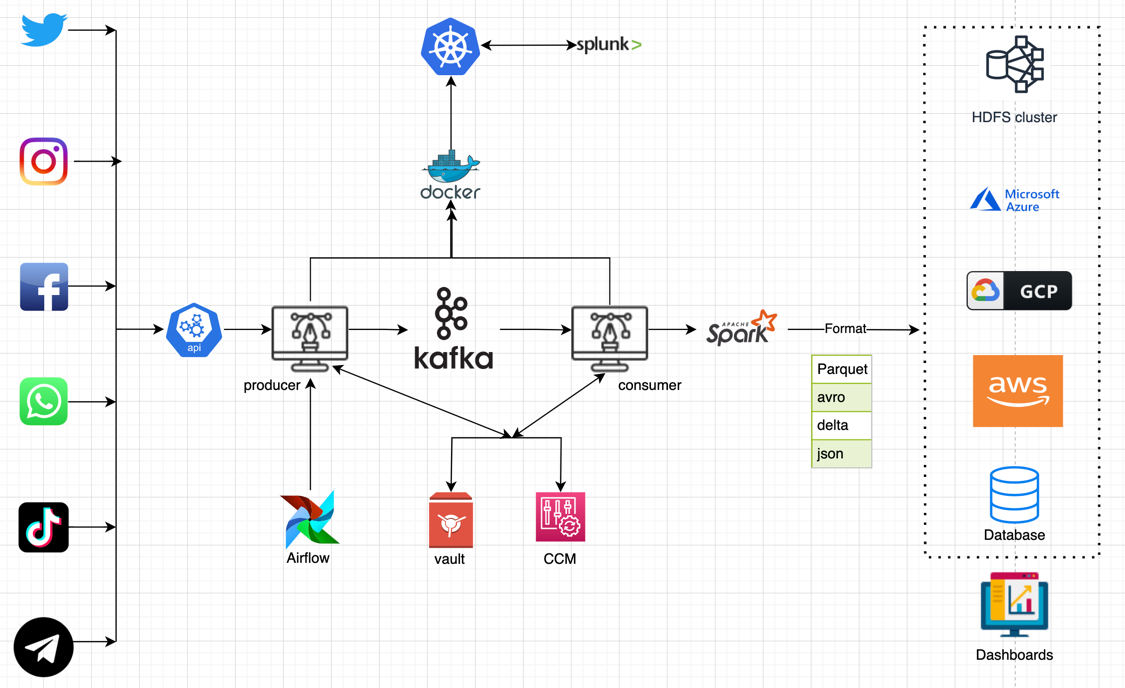 splunk>
HDFS cluster
docker
Microsoft
Azure
GCP
api
kafka
APACHE
Spark
Format
producer
consumer
Parquet
avro
delta
json
aws
Database
Airflow
vault
CCM
Dashboards